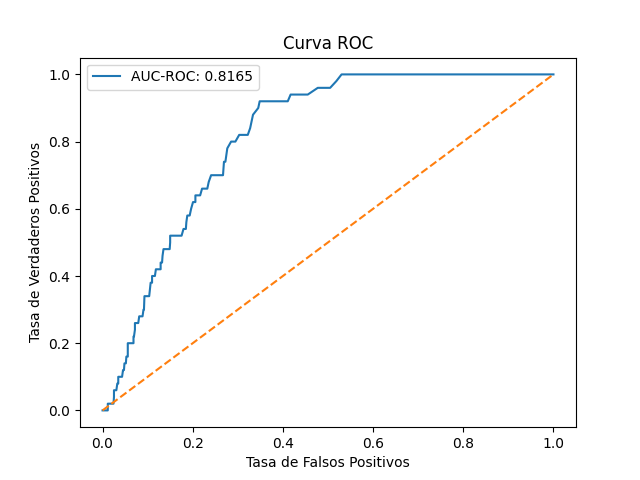 Curva ROC
AUC-ROC: 0.8165
Tasa de Verdaderos Positivos
1.0
0.8
0.6
0.4
0.2
0.0
0.0 0.2 0.4 0.6 0.8 1.0
Tasa de Falsos Positivos